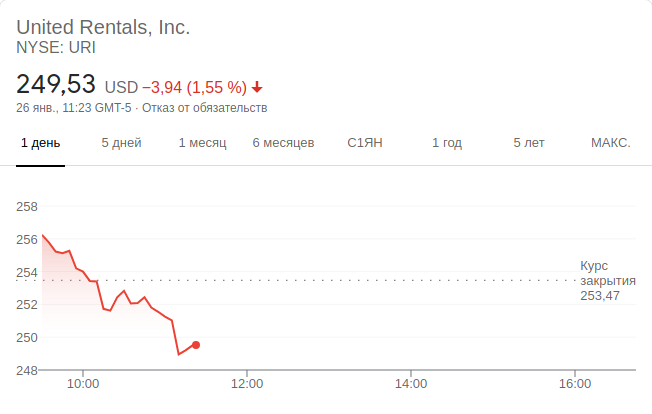 United Rentals, Inc.
NYSE: URI
249,53 USD −3,94 (1,55 %)
26 янв., 11:23 GMT-5 · Отказ от обязательств
1 день 5 дней 1 месяц 6 месяцев С1ЯН 1 год 5 лет МАКС.
258
256
254
252
250
248
Курс
закрытия
253,47
10:00 12:00 14:00 16:00